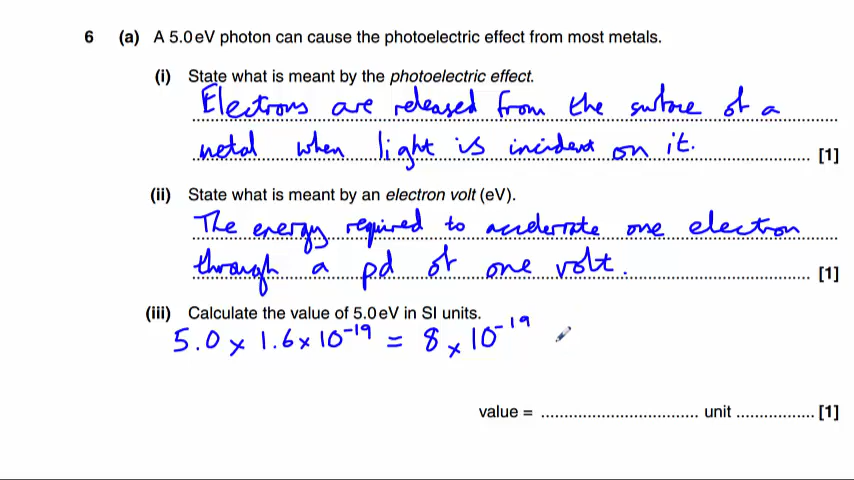 6 (a) A 5.0 eV photon can cause the photoelectric effect from most metals.
(i) State what is meant by the photoelectric effect.
Electrons are released from the surface of a
metal when light is incident on it. [1]
(ii) State what is meant by an electron volt (eV).
The energy required to accelerate one electron
through a pd of one volt. [1]
(iii) Calculate the value of 5.0 eV in SI units.
5.0 × 1.6 × 10⁻¹⁹ = 8 × 10⁻¹⁹
value = .................................. unit ................. [1]